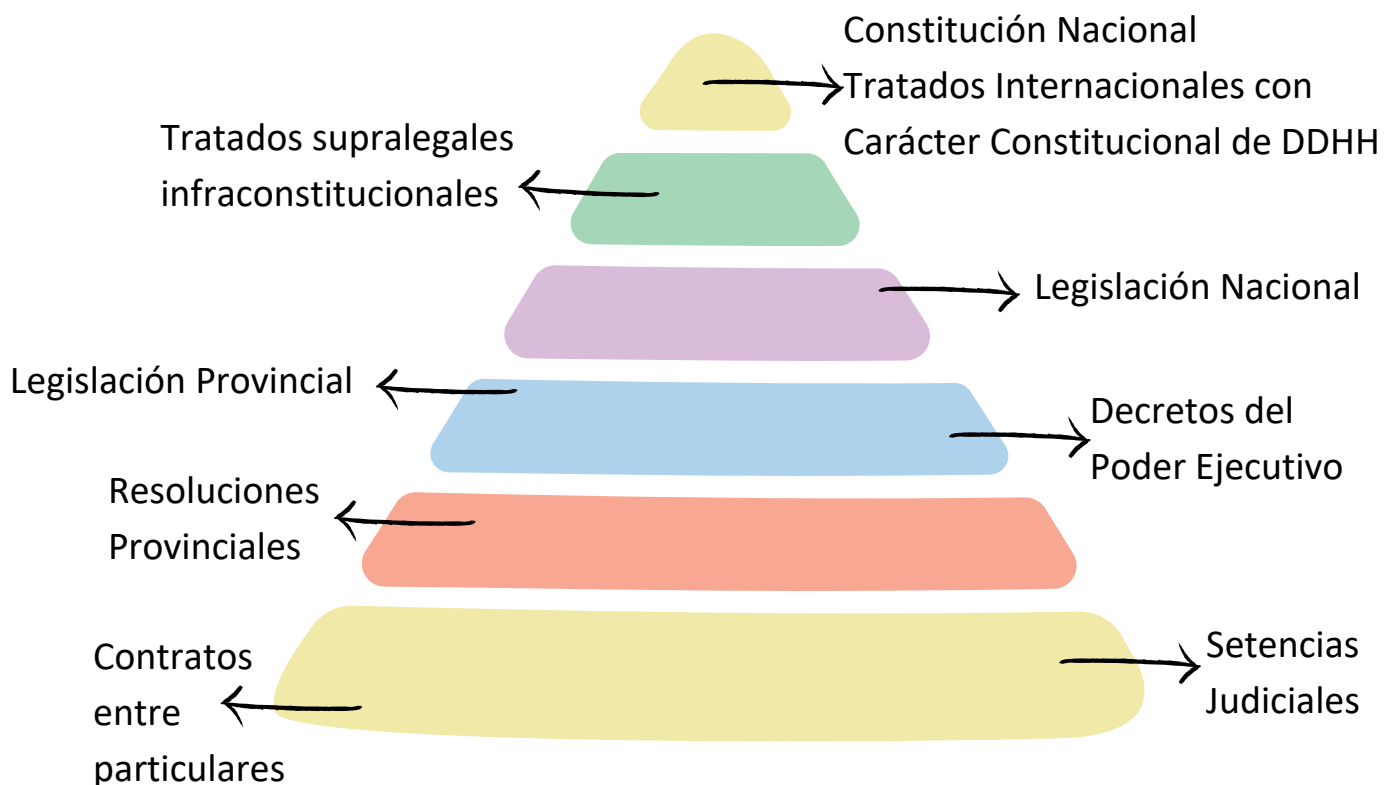 Constitución Nacional
Tratados Internacionales con
Carácter Constitucional de DDHH
Tratados supralegales
infraconstitucionales
Legislación Nacional
Legislación Provincial
Decretos del
Poder Ejecutivo
Resoluciones
Provinciales
Contratos
entre
particulares
Setencias
Judiciales